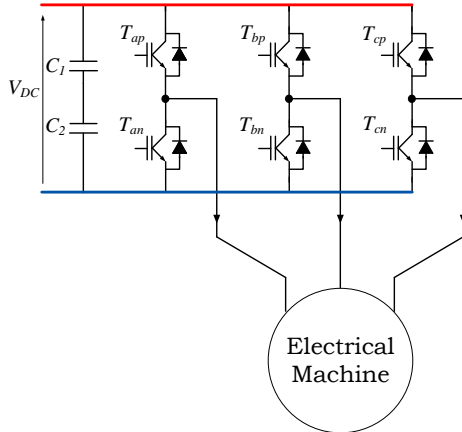 T_ap T_bp T_cp
C_1
V_DC
C_2 T_an T_bn T_cn
Electrical
Machine